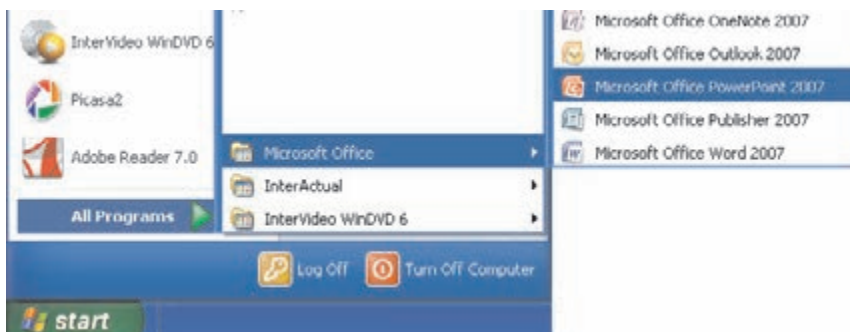 InterVideo WinDVD 6
Picasa2
Adobe Reader 7.0
All Programs
Microsoft Office
InterActual
InterVideo WinDVD 6
Microsoft Office OneNote 2007
Microsoft Office Outlook 2007
Microsoft Office PowerPoint 2007
Microsoft Office Publisher 2007
Microsoft Office Word 2007
Log Off
Turn Off Computer
start